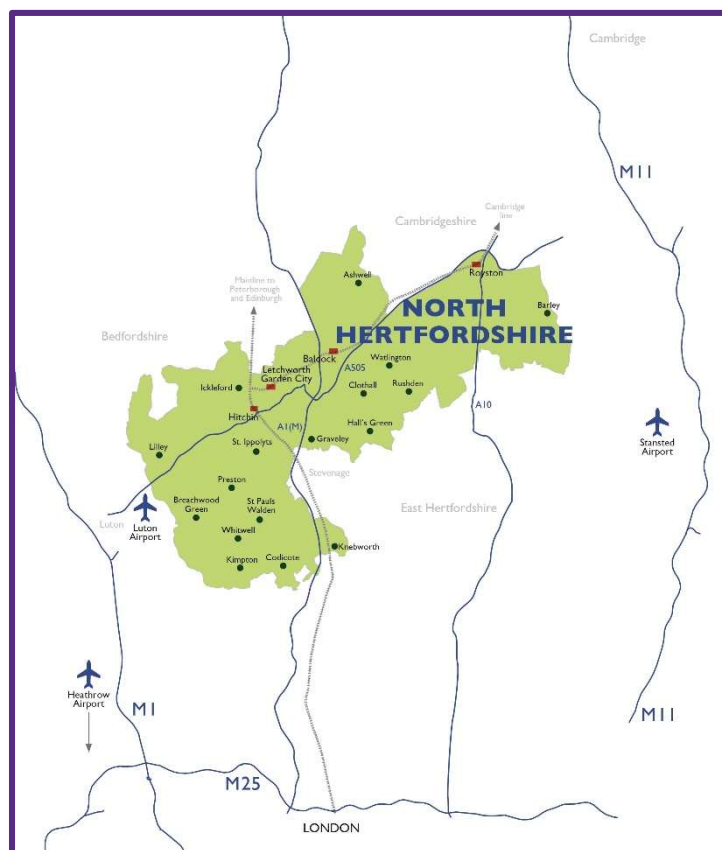 Cambridge
M11
Cambridge
line
Cambridgeshire
Royston
Ashwell
Mainline to
Peterborough
and Edinburgh
NORTH
HERTFORDSHIRE
Barley
Bedfordshire
Baldock
Letchworth
Garden City
A505
Watlington
Ickleford
Clothall
Rushden
Hitchin
A1(M)
A10
Hall's Green
Graveley
Stansted
Airport
Lilley
St. Ippolyts
Stevenage
Preston
Breachwood
Green
St Pauls
Walden
East Hertfordshire
Luton
Luton
Airport
Whitwell
Knebworth
Kimpton
Codicote
Heathrow
Airport
M1
M11
M25
LONDON